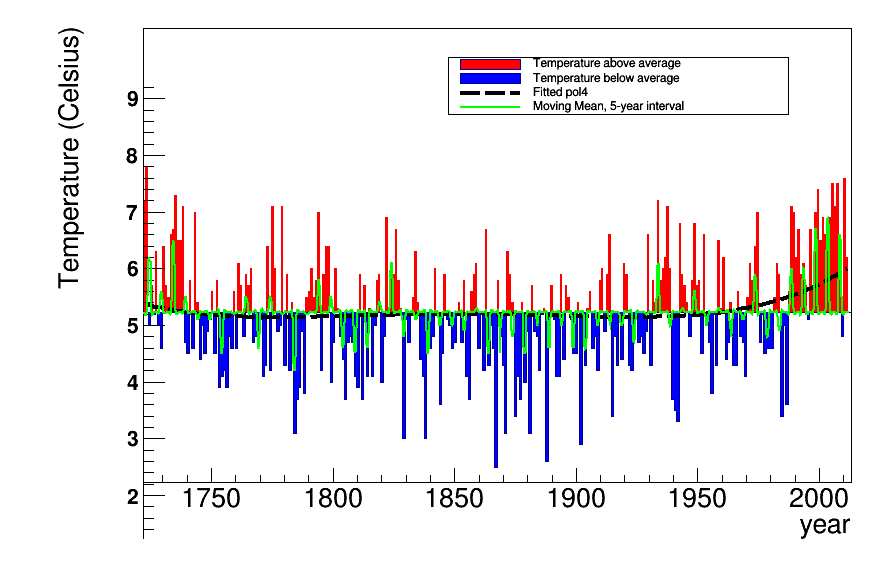 Temperature (Celsius)
Temperature above average
Temperature below average
Fitted pol4
Moving Mean, 5-year interval
9
8
7
6
5
4
3
2
1750 1800 1850 1900 1950 2000
year